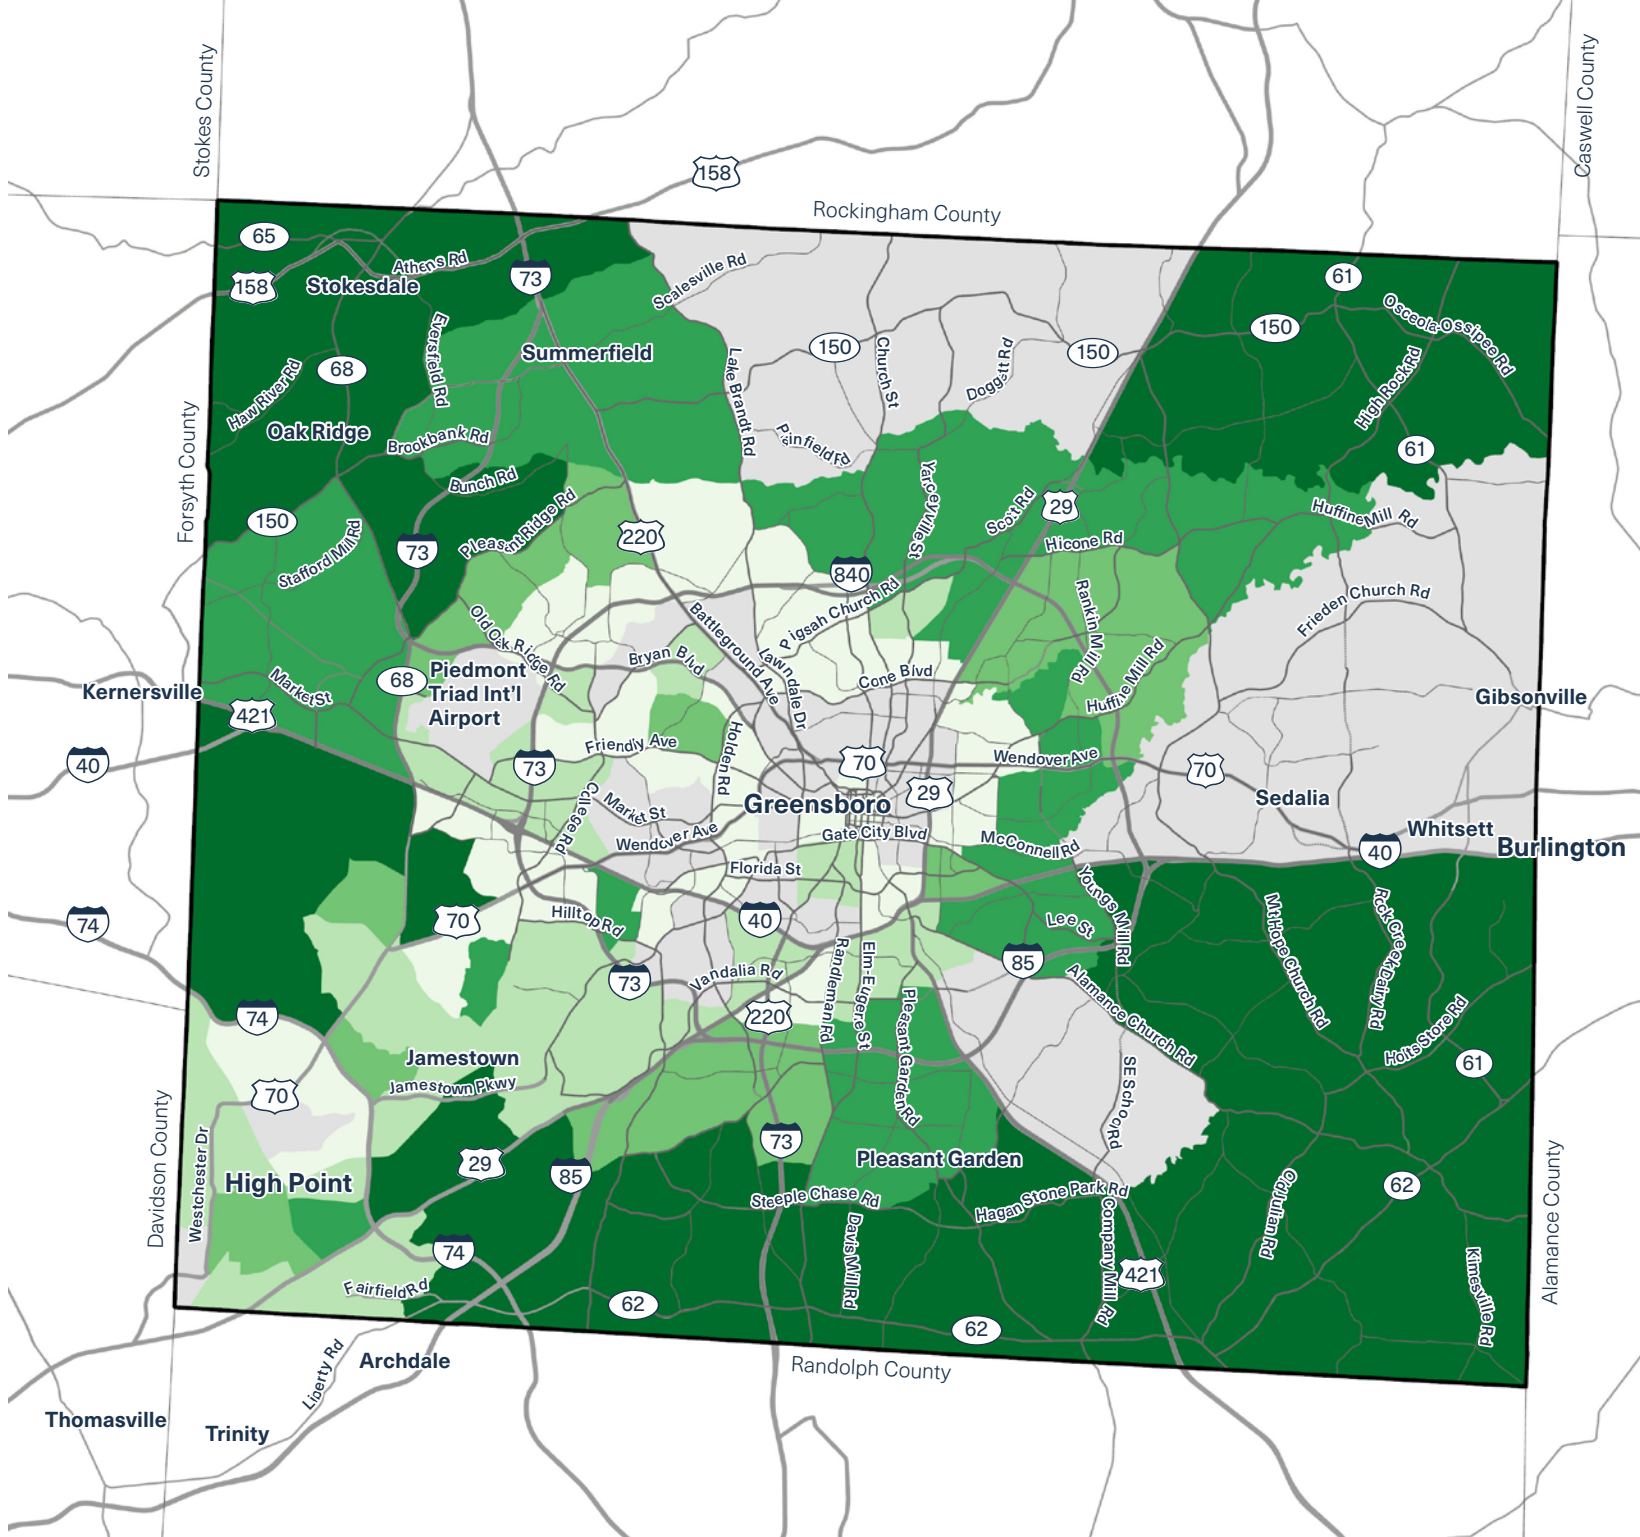 Stokes County
Caswell County
158
Rockingham County
65
Athens Rd
73
61
158
Stokesdale
Scalesville Rd
Osceola-Ossipee Rd
150
Eversfield Rd
Summerfield
150
Church St
150
Lake Brandt Rd
Doggett Rd
High Rock Rd
68
Haw River Rd
Oak Ridge
Brookbank Rd
61
Forsyth County
Bunch Rd
Yanceyville St
Scott Rd
29
Huffine Mill Rd
150
Stafford Mill Rd
73
Pleasant Ridge Rd
220
Hicone Rd
840
Pisgah Church Rd
Rankin Mill Rd
Frieden Church Rd
Old Oak Ridge Rd
Battleground Ave
Lawndale Dr
Bryan Blvd
Cone Blvd
Huffine Mill Rd
Kernersville
68
Piedmont
Triad Int'l
Airport
Market St
421
Gibsonville
40
Friendly Ave
Holden Rd
73
70
Wendover Ave
70
29
Greensboro
Sedalia
College Rd
Market St
Wendover Ave
Gate City Blvd
McConnell Rd
Whitsett
40
Burlington
Florida St
Youngs Mill Rd
74
70
Hilltop Rd
40
Lee St
Mt Hope Church Rd
Rock Creek Dairy Rd
73
Vandalia Rd
Randleman Rd
Elm-Eugene St
85
Alamance Church Rd
74
220
Pleasant Garden Rd
Hoits Store Rd
Jamestown
Jamestown Pkwy
61
70
SE School Rd
Davidson County
Westchester Dr
High Point
29
85
73
Pleasant Garden
Steeple Chase Rd
Hagan Stone Park Rd
62
Old Julian Rd
Alamance County
74
Davis Mill Rd
Company Mill Rd
421
Kimesville Rd
Fairfield Rd
62
62
Liberty Rd
Archdale
Randolph County
Thomasville
Trinity